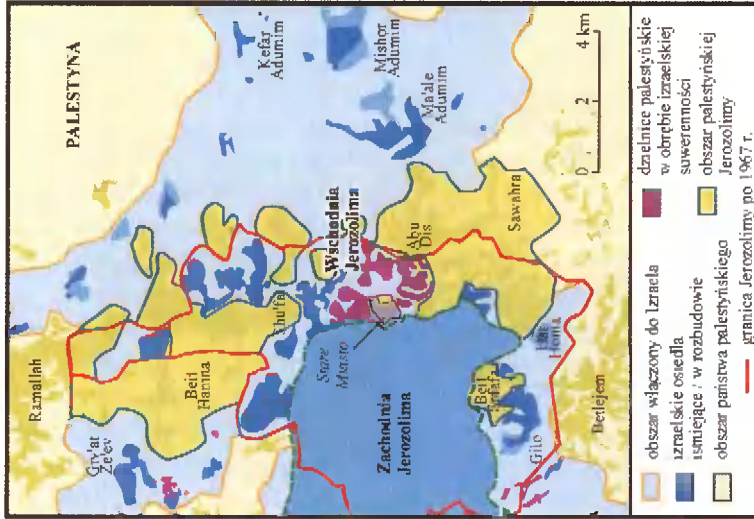 Ramallah
PALESTYNA
Giv'at
Ze'ev
Beit
Hanina
Shu'fat
Kefar
Adumim
Mishor
Adumim
Ma'ale
Adumim
Wschodnia
Jerozolima
Stare
Miasto
Abu
Dis
Zachodnia
Jerozolima
Beit
Sawahra
Har
Homa
Gilo
Betlejem
0 2 4 km
obszar włączony do Izraela
izraelskie osiedla
istniejące / w rozbudowie
obszar państwa palestyńskiego
dzielnice palestyńskie
w obrębie izraelskiej
suwerenności
obszar palestyńskiej
Jerozolimy
granica Jerozolimy po 1967 r.